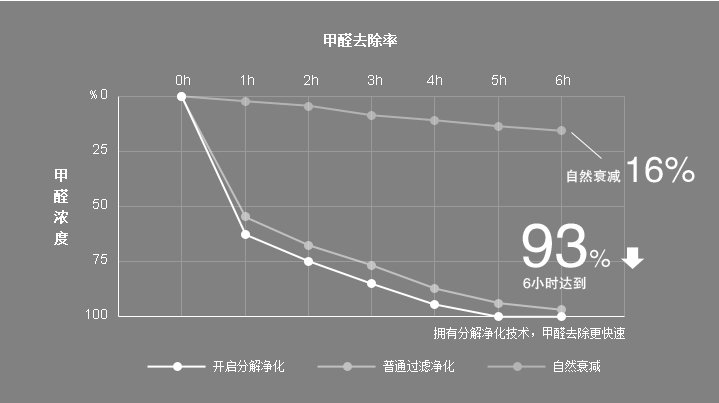 甲醛去除率
0h 1h 2h 3h 4h 5h 6h
% 0
25
50
75
100
甲醛浓度
自然衰减 16%
93%
6小时达到
拥有分解净化技术，甲醛去除更快速
开启分解净化 普通过滤净化 自然衰减